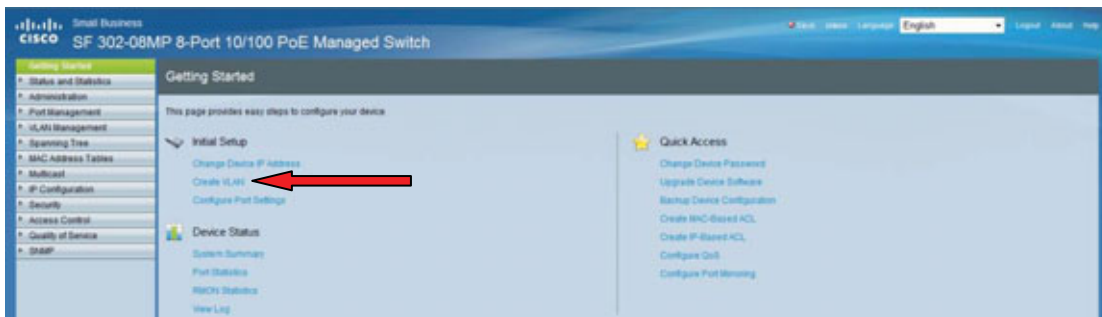 Small Business
CISCO SF 302-08MP 8-Port 10/100 PoE Managed Switch
Save Language English Logout About Help
Getting Started
Status and Statistics
Administration
Port Management
VLAN Management
Spanning Tree
MAC Address Tables
Multicast
IP Configuration
Security
Access Control
Quality of Service
SNMP
Getting Started
This page provides easy steps to configure your device
Initial Setup
Change Device IP Address
Create VLAN
Configure Port Settings
Device Status
System Summary
Port Statistics
RMON Statistics
View Log
Quick Access
Change Device Password
Upgrade Device Software
Backup Device Configuration
Create MAC-Based ACL
Create IP-Based ACL
Configure QoS
Configure Port Mirroring